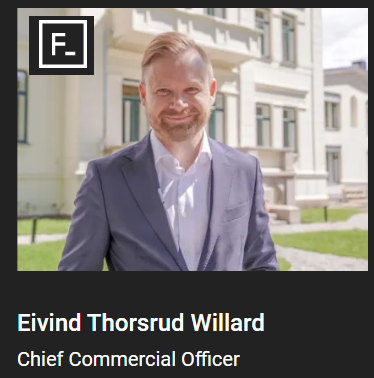 F_
Eivind Thorsrud Willard
Chief Commercial Officer